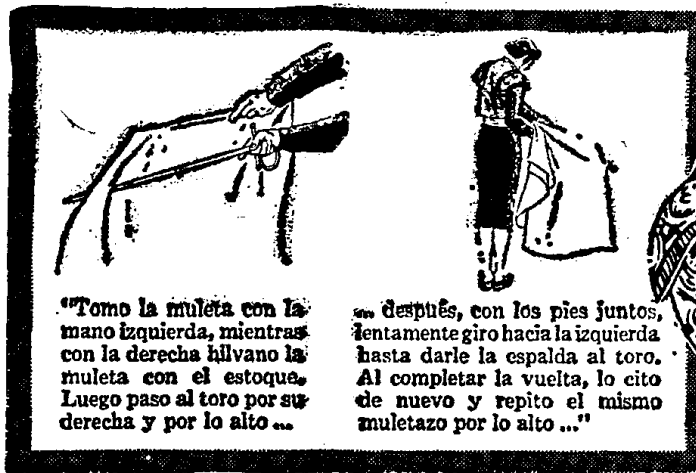 "Tomo la muleta con la
mano izquierda, mientras
con la derecha hilvano la
muleta con el estoque.
Luego paso al toro por su
derecha y por lo alto ...
... después, con los pies juntos,
lentamente giro hacia la izquierda
hasta darle la espalda al toro.
Al completar la vuelta, lo cito
de nuevo y repito el mismo
muletazo por lo alto ..."